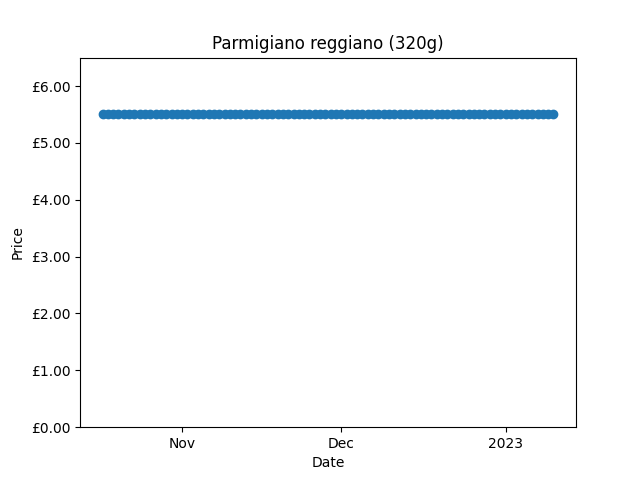 Parmigiano reggiano (320g)
£6.00
£5.00
£4.00
£3.00
£2.00
£1.00
£0.00
Price
Nov Dec 2023
Date